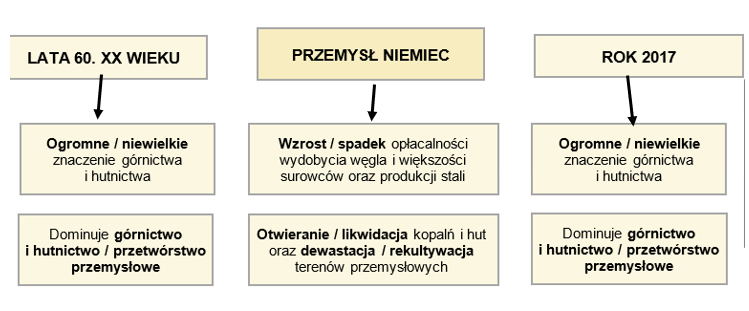 LATA 60. XX WIEKU
Ogromne / niewielkie
znaczenie górnictwa
i hutnictwa
Dominuje górnictwo
i hutnictwo / przetwórstwo
przemysłowe
PRZEMYSŁ NIEMIEC
Wzrost / spadek opłacalności
wydobycia węgla i większości
surowców oraz produkcji stali
Otwieranie / likwidacja kopalń i hut
oraz dewastacja / rekultywacja
terenów przemysłowych
ROK 2017
Ogromne / niewielkie
znaczenie górnictwa
i hutnictwa
Dominuje górnictwo
i hutnictwo / przetwórstwo
przemysłowe